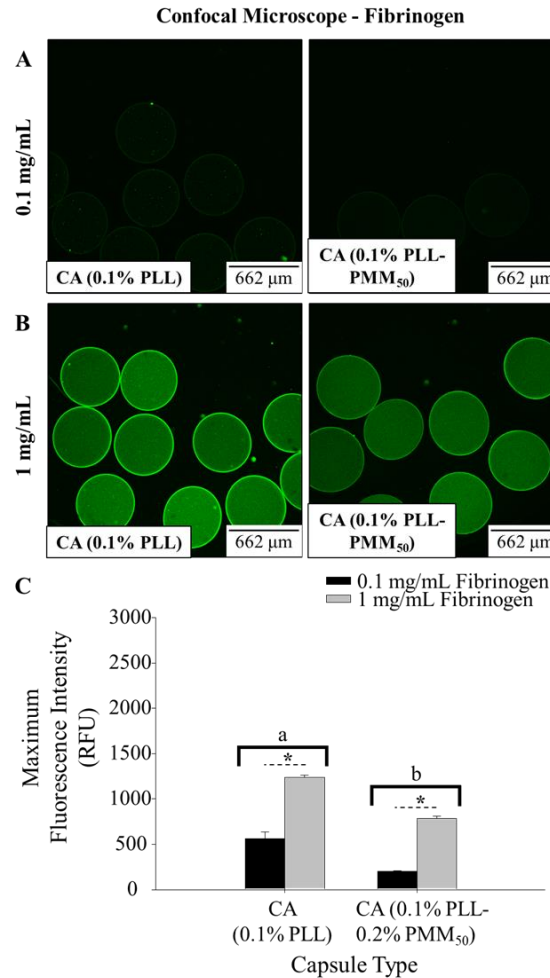 Confocal Microscope - Fibrinogen
A
0.1 mg/mL
CA (0.1% PLL)
662 μm
CA (0.1% PLL-
PMM₅₀)
662 μm
B
1 mg/mL
CA (0.1% PLL)
662 μm
CA (0.1% PLL-
PMM₅₀)
662 μm
C
0.1 mg/mL Fibrinogen
1 mg/mL Fibrinogen
Maximum
Fluorescence Intensity
(RFU)
3000
2500
2000
1500
1000
500
0
a
*
b
*
CA
(0.1% PLL)
CA (0.1% PLL-
0.2% PMM₅₀)
Capsule Type